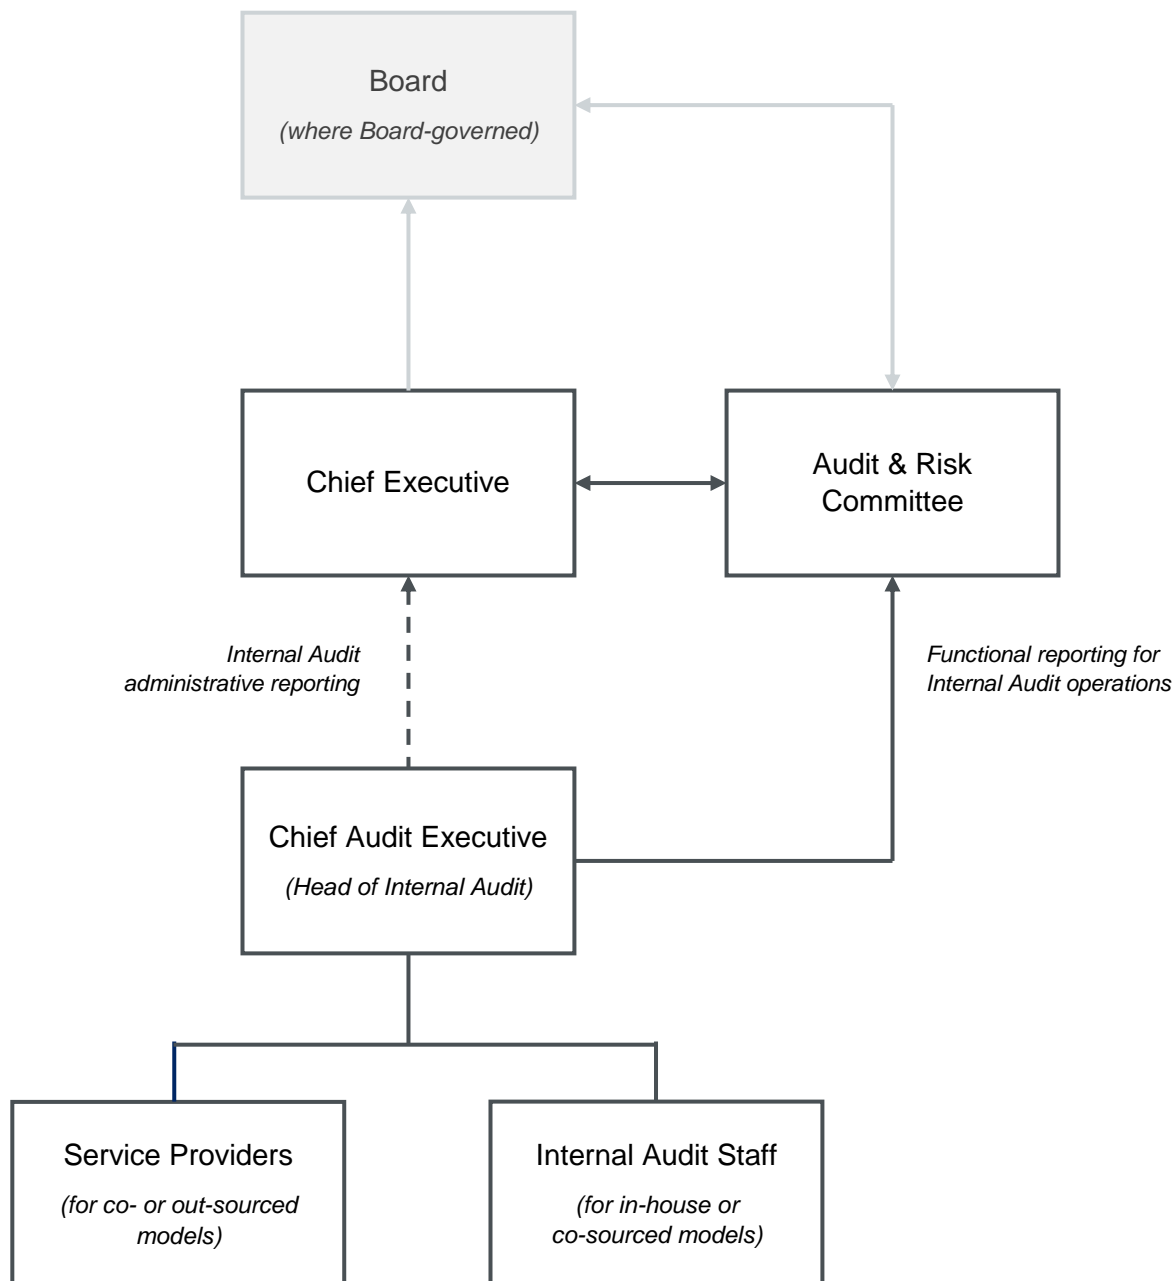 Board
(where Board-governed)
Chief Executive
Audit & Risk
Committee
Internal Audit
administrative reporting
Functional reporting for
Internal Audit operations
Chief Audit Executive
(Head of Internal Audit)
Service Providers
(for co- or out-sourced
models)
Internal Audit Staff
(for in-house or
co-sourced models)